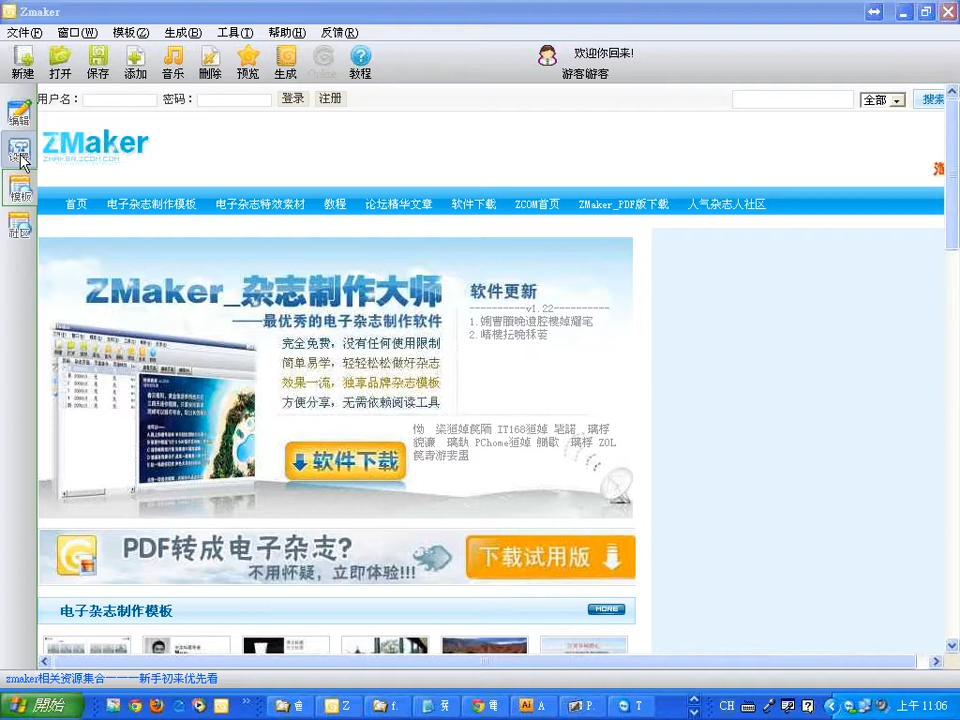 Zmaker
文件(F) 窗口(W) 模板(Z) 生成(B) 工具(T) 帮助(H) 反馈(R)
新建 打开 保存 添加 音乐 删除 预览 生成 教程
欢迎你回来!
游客游客
用户名： 密码： 登录 注册 全部 搜索
编辑
模板
社区
ZMaker
ZMAKER.ZCOM.COM
首页 电子杂志制作模板 电子杂志特效素材 教程 论坛精华文章 软件下载 ZCOM首页 ZMaker_PDF版下载 人气杂志人社区
ZMaker_杂志制作大师
——最优秀的电子杂志制作软件
完全免费，没有任何使用限制
简单易学，轻轻松松做好杂志
效果一流，独享品牌杂志模板
方便分享，无需依赖阅读工具
软件下载
软件更新
----------v1.22----------
IT168
PChome ZOL
PDF转成电子杂志?
不用怀疑，立即体验!!!
下载试用版
电子杂志制作模板
MORE
zmaker相关资源集合一一一新手初来优先看
開始 Z f. Ai A P. T CH 上午 11:06